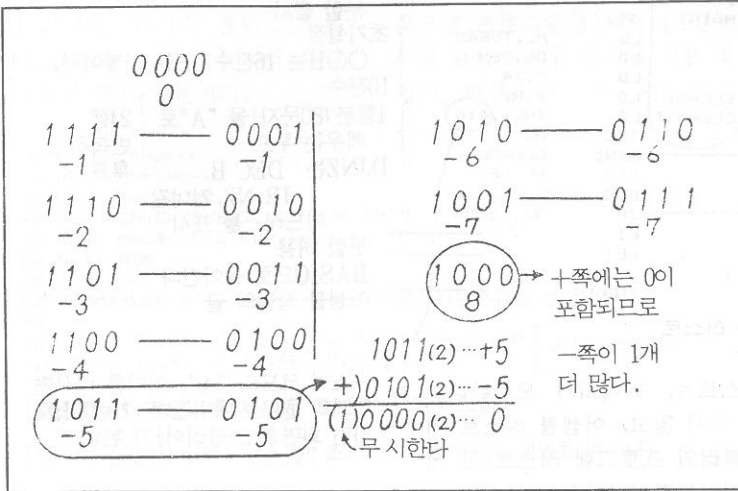 0000
0
1111 —— 0001
-1 -1
1110 —— 0010
-2 -2
1101 —— 0011
-3 -3
1100 —— 0100
-4 -4
1011 0101
-5 -5
1010 —— 0110
-6 -6
1001 —— 0111
-7 -7
1000 → +쪽에는 0이
8 포함되므로
-쪽이 1개
더 많다.
1011(2)…+5
+)0101(2)…-5
(1)0000(2)… 0
무시한다